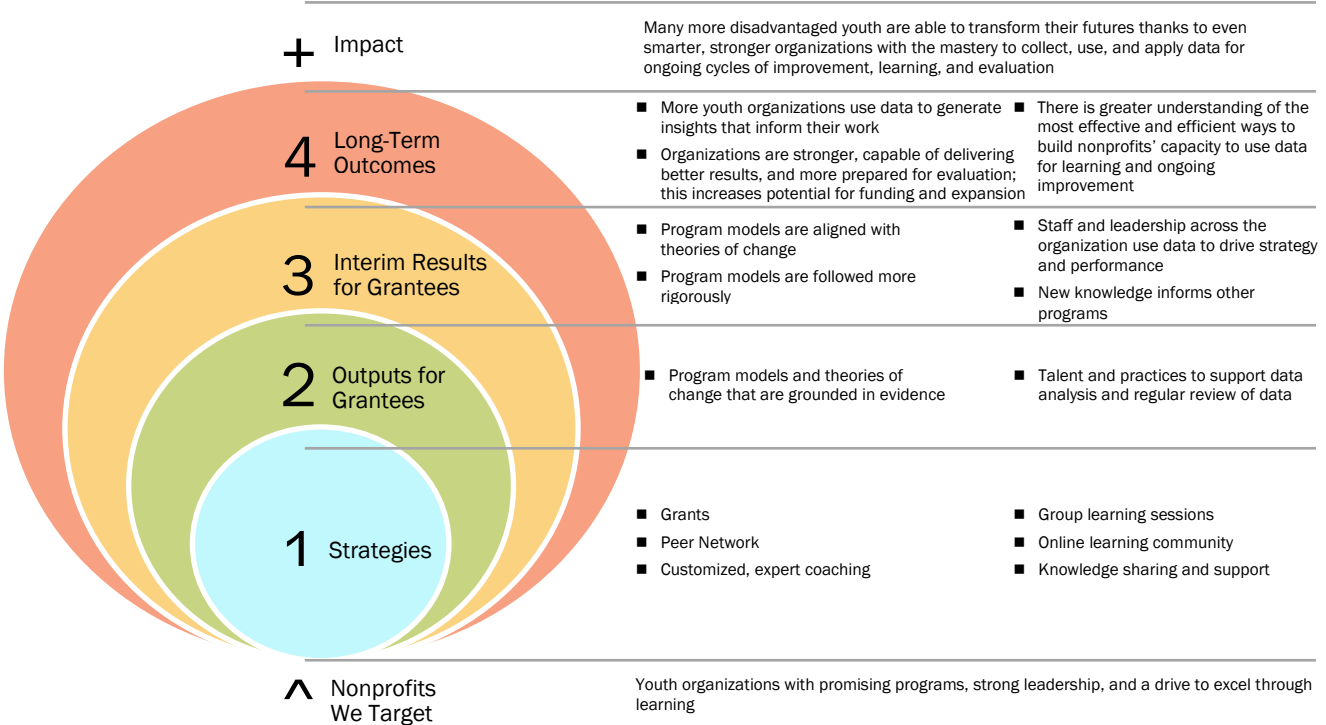 + Impact
Many more disadvantaged youth are able to transform their futures thanks to even
smarter, stronger organizations with the mastery to collect, use, and apply data for
ongoing cycles of improvement, learning, and evaluation
4 Long-Term
Outcomes
■ More youth organizations use data to generate
insights that inform their work
■ Organizations are stronger, capable of delivering
better results, and more prepared for evaluation;
this increases potential for funding and expansion
■ There is greater understanding of the
most effective and efficient ways to
build nonprofits’ capacity to use data
for learning and ongoing
improvement
3 Interim Results
for Grantees
■ Program models are aligned with
theories of change
■ Program models are followed more
rigorously
■ Staff and leadership across the
organization use data to drive strategy
and performance
■ New knowledge informs other
programs
2 Outputs for
Grantees
■ Program models and theories of
change that are grounded in evidence
■ Talent and practices to support data
analysis and regular review of data
1 Strategies
■ Grants
■ Peer Network
■ Customized, expert coaching
■ Group learning sessions
■ Online learning community
■ Knowledge sharing and support
^ Nonprofits
We Target
Youth organizations with promising programs, strong leadership, and a drive to excel through
learning